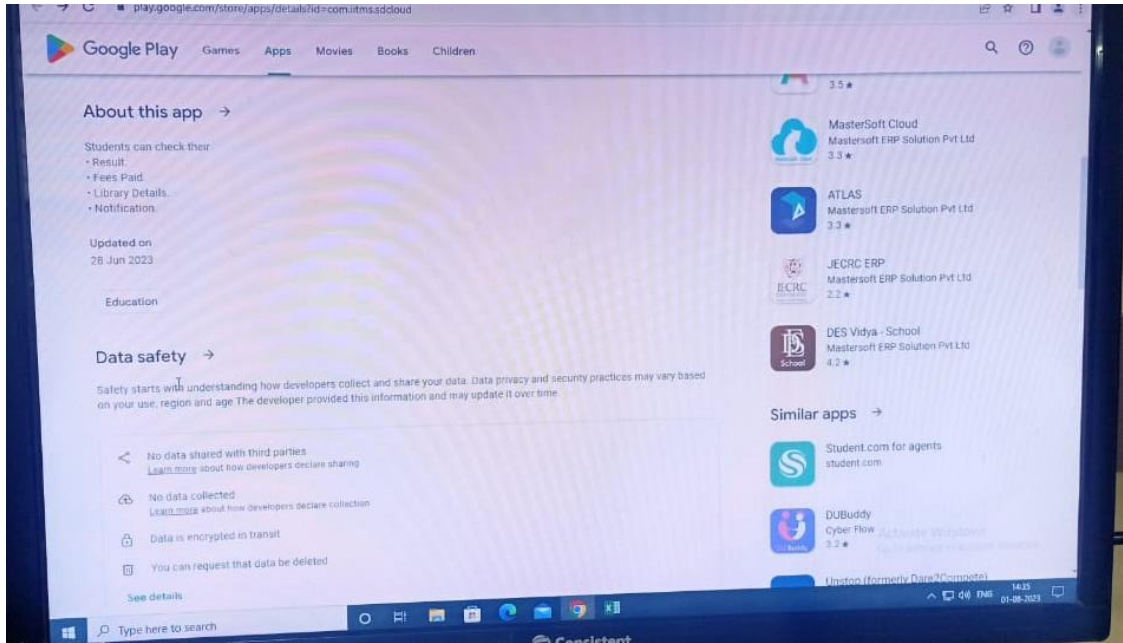 play.google.com/store/apps/details?id=com.iitms.sdcloud
Google Play Games Apps Movies Books Children
About this app →
Students can check their
• Result.
• Fees Paid.
• Library Details.
• Notification.
Updated on
28 Jun 2023
Education
Data safety →
Safety starts with understanding how developers collect and share your data. Data privacy and security practices may vary based
on your use, region and age The developer provided this information and may update it over time.
No data shared with third parties
Learn more about how developers declare sharing
No data collected
Learn more about how developers declare collection
Data is encrypted in transit
You can request that data be deleted
See details
3.5 ★
MasterSoft Cloud
Mastersoft ERP Solution Pvt Ltd
3.3 ★
ATLAS
Mastersoft ERP Solution Pvt Ltd
3.3 ★
JECRC
JECRC ERP
Mastersoft ERP Solution Pvt Ltd
2.2 ★
School
DES Vidya - School
Mastersoft ERP Solution Pvt Ltd
4.2 ★
Similar apps →
Student.com for agents
student.com
DUBuddy
Cyber Flow
3.2 ★
Activate Windows
Unstop (formerly Dare2Compete)
Type here to search
ENG
14:35
01-08-2023
Consistent